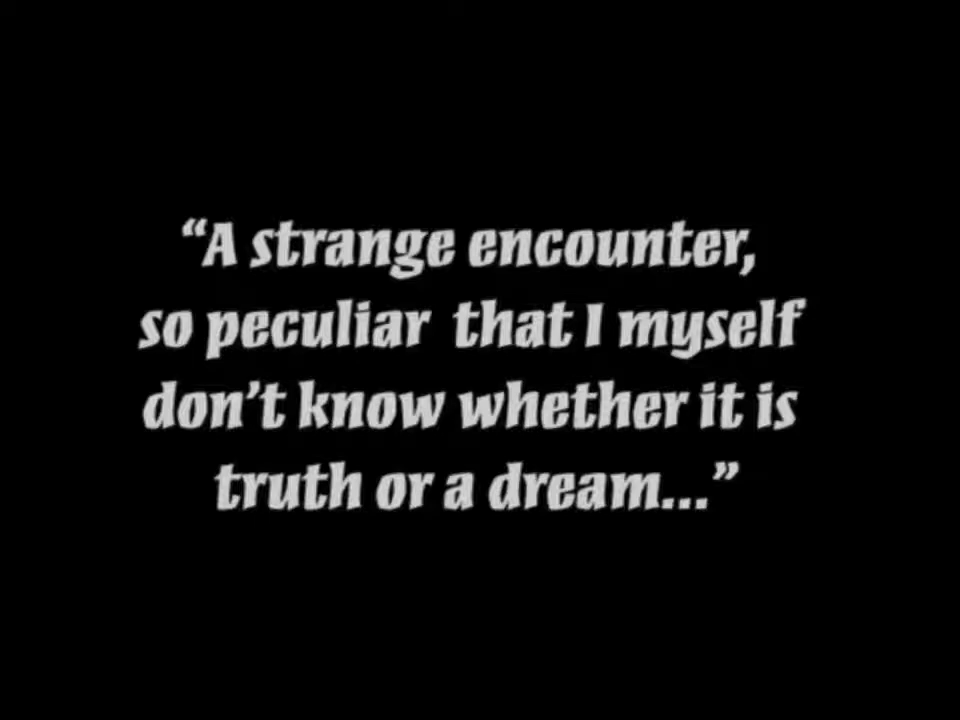 “A strange encounter,
so peculiar that I myself
don’t know whether it is
truth or a dream...”